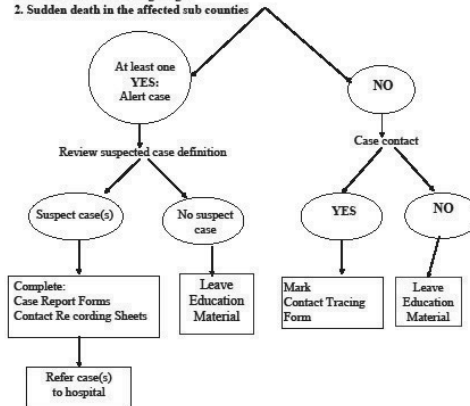 2. Sudden death in the affected sub counties
At least one
YES:
Alert case
NO
Review suspected case definition
Case contact
Suspect case(s)
No suspect
case
YES
NO
Complete:
Case Report Forms
Contact Re cording Sheets
Leave
Education
Material
Mark
Contact Tracing
Form
Leave
Education
Material
Refer case(s)
to hospital